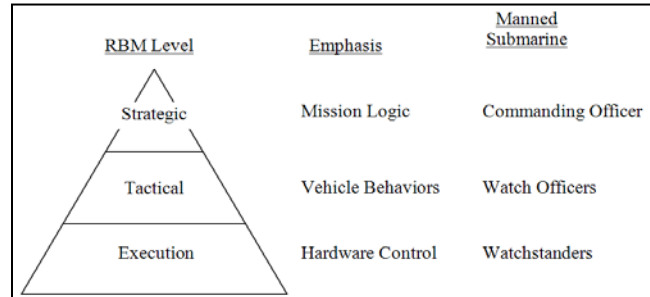 RBM Level Emphasis Manned
Submarine
Strategic Mission Logic Commanding Officer
Tactical Vehicle Behaviors Watch Officers
Execution Hardware Control Watchstanders